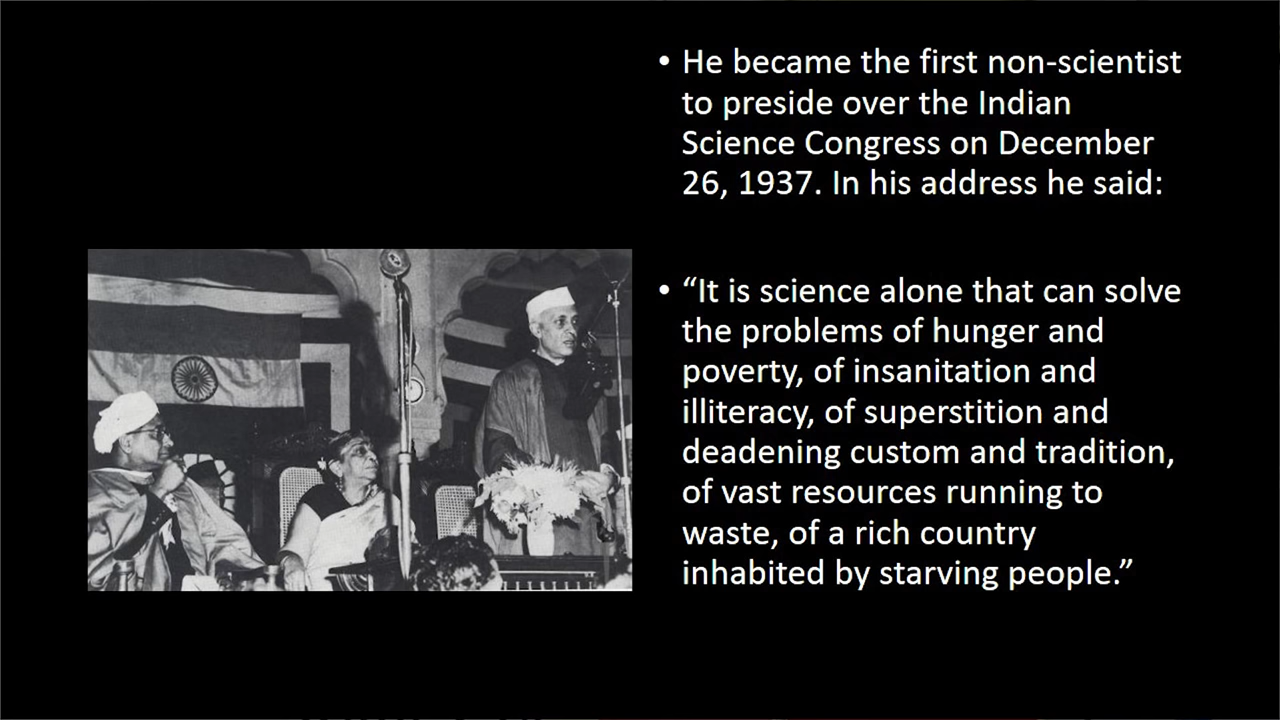 • He became the first non-scientist
to preside over the Indian
Science Congress on December
26, 1937. In his address he said:
• “It is science alone that can solve
the problems of hunger and
poverty, of insanitation and
illiteracy, of superstition and
deadening custom and tradition,
of vast resources running to
waste, of a rich country
inhabited by starving people.”